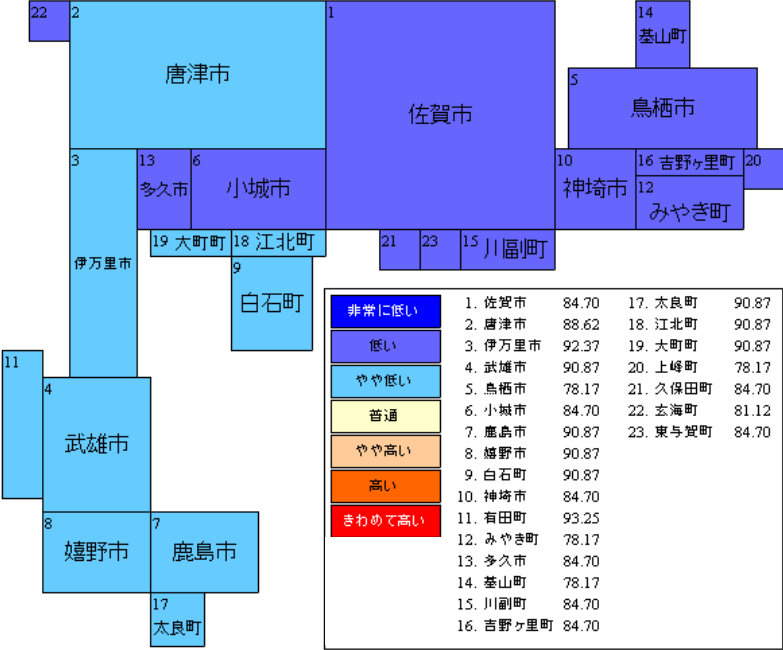 22
2
唐津市
1
佐賀市
14
基山町
5
鳥栖市
3
伊万里市
13
多久市
6
小城市
10
神埼市
16 吉野ヶ里町
20
12
みやき町
19 大町町
18 江北町
21
23
15 川副町
9
白石町
11
4
武雄市
8
嬉野市
7
鹿島市
17
太良町
非常に低い
低い
やや低い
普通
やや高い
高い
きわめて高い
1. 佐賀市 84.70
2. 唐津市 88.62
3. 伊万里市 92.37
4. 武雄市 90.87
5. 鳥栖市 78.17
6. 小城市 84.70
7. 鹿島市 90.87
8. 嬉野市 90.87
9. 白石町 90.87
10. 神埼市 84.70
11. 有田町 93.25
12. みやき町 78.17
13. 多久市 84.70
14. 基山町 78.17
15. 川副町 84.70
16. 吉野ヶ里町 84.70
17. 太良町 90.87
18. 江北町 90.87
19. 大町町 90.87
20. 上峰町 78.17
21. 久保田町 84.70
22. 玄海町 81.12
23. 東与賀町 84.70